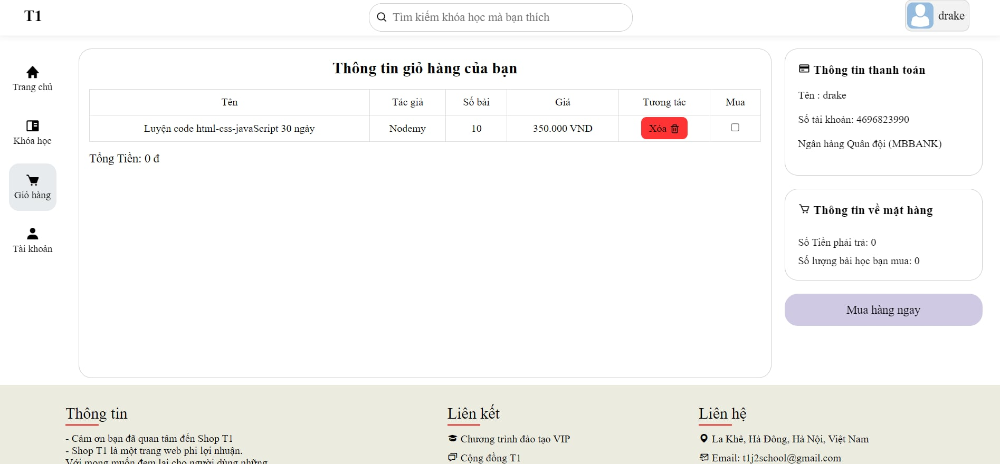 T1
Tìm kiếm khóa học mà bạn thích
drake
Trang chủ
Khóa học
Giỏ hàng
Tài khoản
Thông tin giỏ hàng của bạn
Tên Tác giả Số bài Giá Tương tác Mua
Luyện code html-css-javaScript 30 ngày Nodemy 10 350.000 VND Xóa
Tổng Tiền: 0 đ
Thông tin thanh toán
Tên : drake
Số tài khoản: 4696823990
Ngân hàng Quân đội (MBBANK)
Thông tin về mặt hàng
Số Tiền phải trả: 0
Số lượng bài học bạn mua: 0
Mua hàng ngay
Thông tin
- Cảm ơn bạn đã quan tâm đến Shop T1
- Shop T1 là một trang web phi lợi nhuận.
Với mong muốn đem lại cho người dùng những
Liên kết
Chương trình đào tạo VIP
Cộng đồng T1
Liên hệ
La Khê, Hà Đông, Hà Nội, Việt Nam
Email: t1j2school@gmail.com